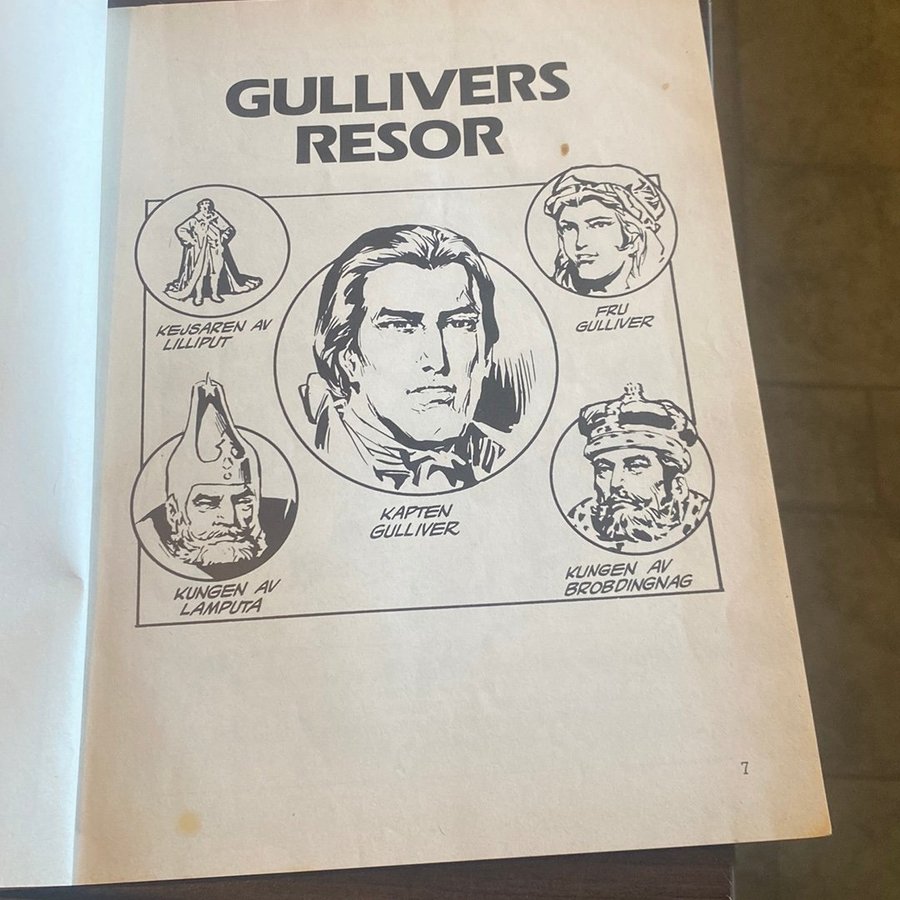 GULLIVERS
RESOR
KEJSAREN AV
LILLIPUT
FRU
GULLIVER
KAPTEN
GULLIVER
KUNGEN AV
LAMPUTA
KUNGEN AV
BROBDINGNAG
7